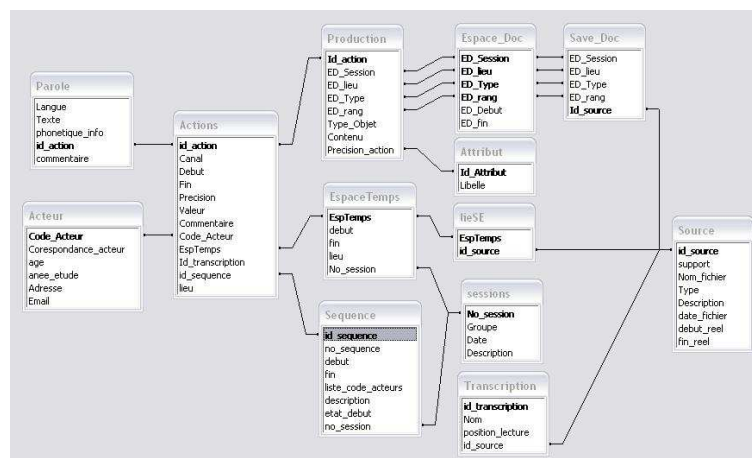 Parole
Langue
Texte
phonetique_info
id_action
commentaire
Acteur
Code_Acteur
Corespondance_acteur
age
anee_etude
Adresse
Email
Actions
id_action
Canal
Debut
Fin
Precision
Valeur
Commentaire
Code_Acteur
EspTemps
Id_transcription
id_sequence
lieu
Production
Id_action
ED_Session
ED_lieu
ED_Type
ED_rang
Type_Objet
Contenu
Precision_action
EspaceTemps
EspTemps
debut
fin
lieu
No_session
Sequence
id_sequence
no_sequence
debut
fin
liste_code_acteurs
description
etat_debut
no_session
Espace_Doc
ED_Session
ED_lieu
ED_Type
ED_rang
ED_Debut
ED_fin
Attribut
Id_Attribut
Libelle
lieSE
EspTemps
id_source
sessions
No_session
Groupe
Date
Description
Transcription
id_transcription
Nom
position_lecture
id_source
Save_Doc
ED_Session
ED_lieu
ED_Type
ED_rang
Id_source
Source
id_source
support
Nom_fichier
Type
Description
date_fichier
debut_reel
fin_reel